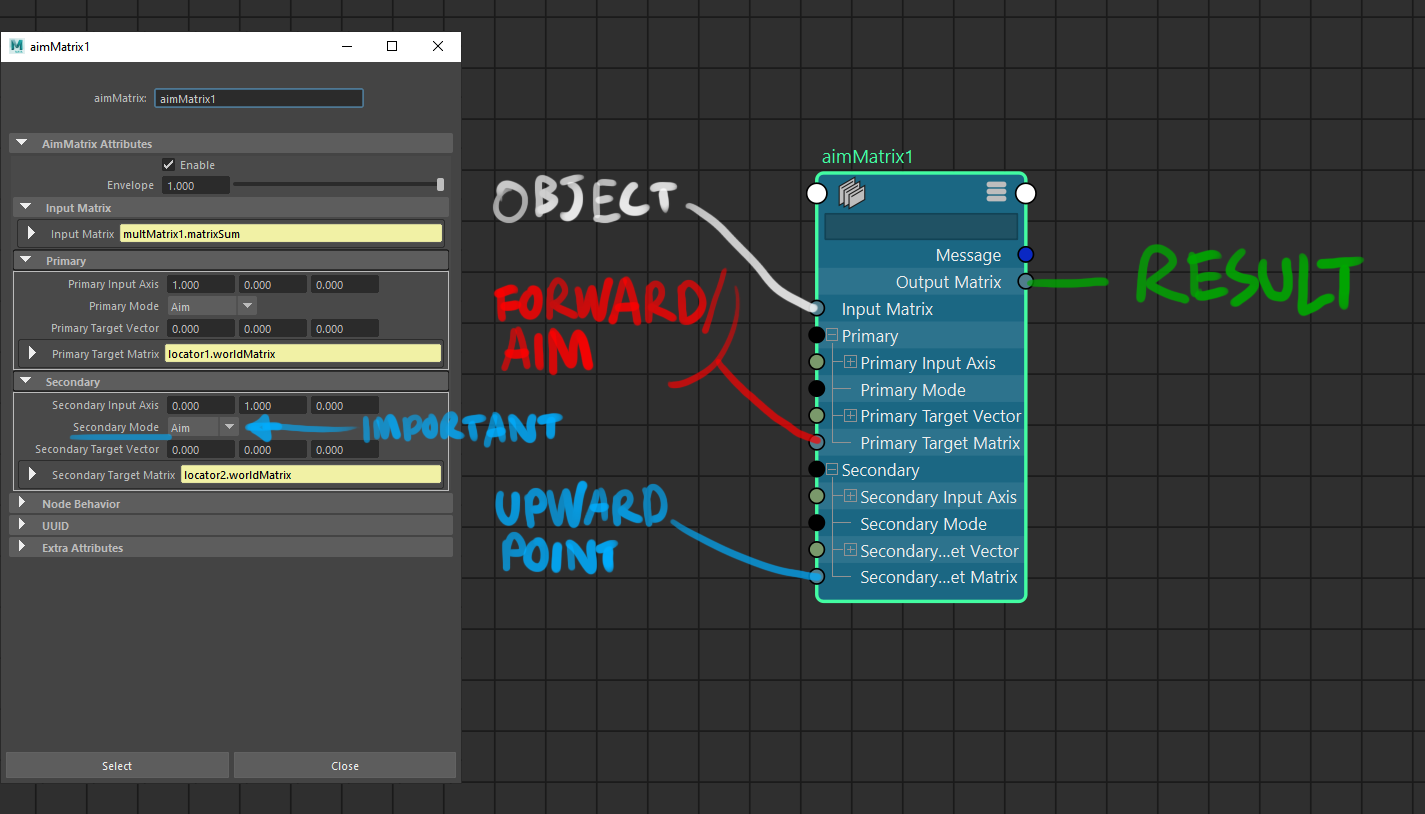 aimMatrix1
aimMatrix: aimMatrix1
AimMatrix Attributes
Enable
Envelope 1.000
Input Matrix
Input Matrix multMatrix1.matrixSum
Primary
Primary Input Axis 1.000 0.000 0.000
Primary Mode Aim
Primary Target Vector 0.000 0.000 0.000
Primary Target Matrix locator1.worldMatrix
Secondary
Secondary Input Axis 0.000 1.000 0.000
Secondary Mode Aim
Secondary Target Vector 0.000 0.000 0.000
Secondary Target Matrix locator2.worldMatrix
Node Behavior
UUID
Extra Attributes
Select Close
OBJECT
FORWARD/
AIM
IMPORTANT
UPWARD
POINT
aimMatrix1
Message
Output Matrix
Input Matrix
Primary
Primary Input Axis
Primary Mode
Primary Target Vector
Primary Target Matrix
Secondary
Secondary Input Axis
Secondary Mode
Secondary...et Vector
Secondary...et Matrix
RESULT